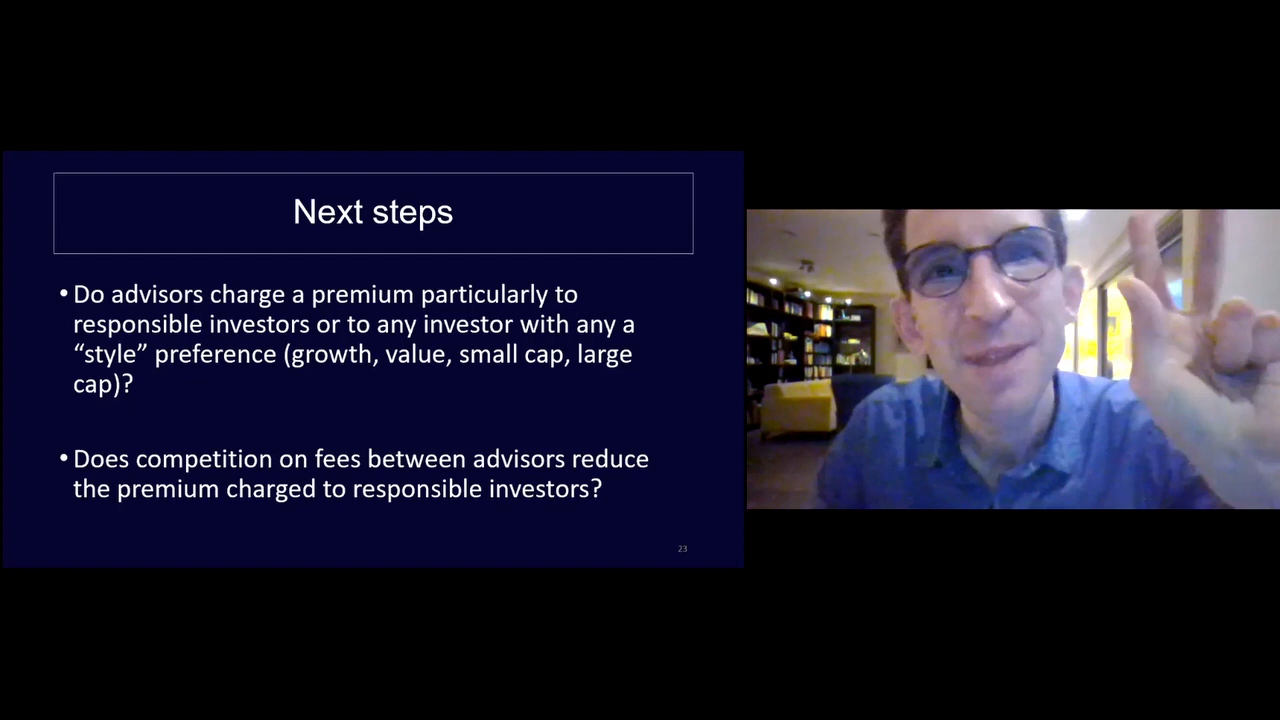 Next steps
• Do advisors charge a premium particularly to
responsible investors or to any investor with any a
“style” preference (growth, value, small cap, large
cap)?
• Does competition on fees between advisors reduce
the premium charged to responsible investors?
23